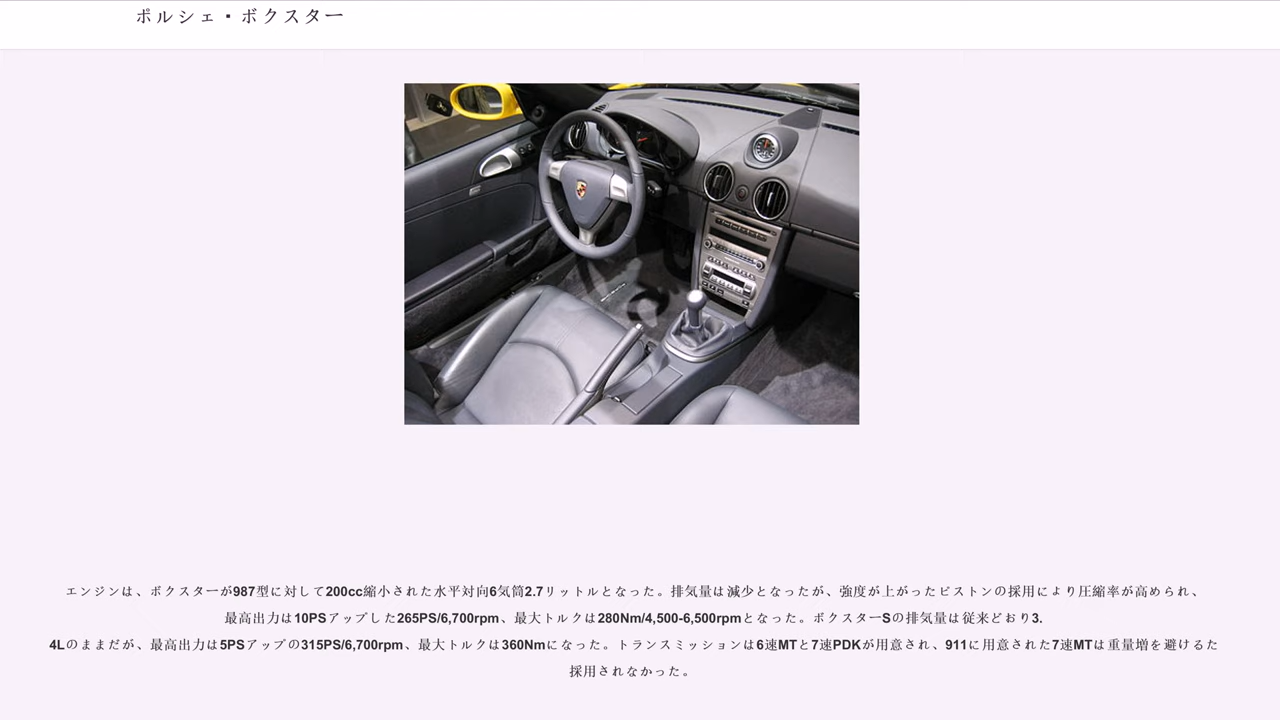 ポルシェ・ボクスター
エンジンは、ボクスターが987型に対して200cc縮小された水平対向6気筒2.7リットルとなった。排気量は減少となったが、強度が上がったピストンの採用により圧縮率が高められ、
最高出力は10PSアップした265PS/6,700rpm、最大トルクは280Nm/4,500-6,500rpmとなった。ボクスターSの排気量は従来どおり3.
4Lのままだが、最高出力は5PSアップの315PS/6,700rpm、最大トルクは360Nmになった。トランスミッションは6速MTと7速PDKが用意され、911に用意された7速MTは重量増を避けるた
採用されなかった。